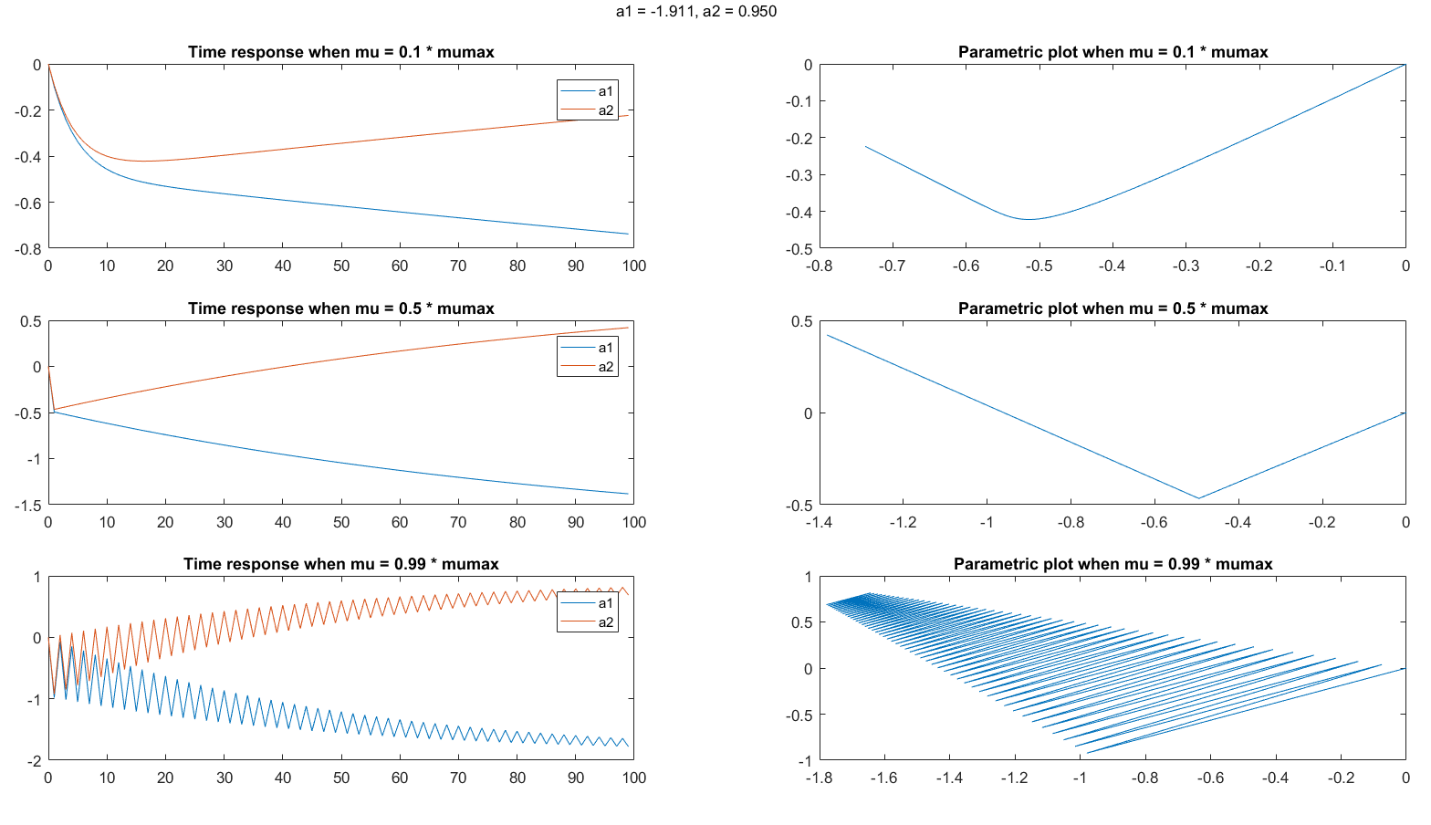 a1 = -1.911, a2 = 0.950
Time response when mu = 0.1 * mumax
0
-0.2
-0.4
-0.6
-0.8
0 10 20 30 40 50 60 70 80 90 100
a1
a2
Parametric plot when mu = 0.1 * mumax
0
-0.1
-0.2
-0.3
-0.4
-0.5
-0.8 -0.7 -0.6 -0.5 -0.4 -0.3 -0.2 -0.1 0
Time response when mu = 0.5 * mumax
0.5
0
-0.5
-1
-1.5
0 10 20 30 40 50 60 70 80 90 100
a1
a2
Parametric plot when mu = 0.5 * mumax
0.5
0
-0.5
-1.4 -1.2 -1 -0.8 -0.6 -0.4 -0.2 0
Time response when mu = 0.99 * mumax
1
0
-1
-2
0 10 20 30 40 50 60 70 80 90 100
a1
a2
Parametric plot when mu = 0.99 * mumax
1
0.5
0
-0.5
-1
-1.8 -1.6 -1.4 -1.2 -1 -0.8 -0.6 -0.4 -0.2 0